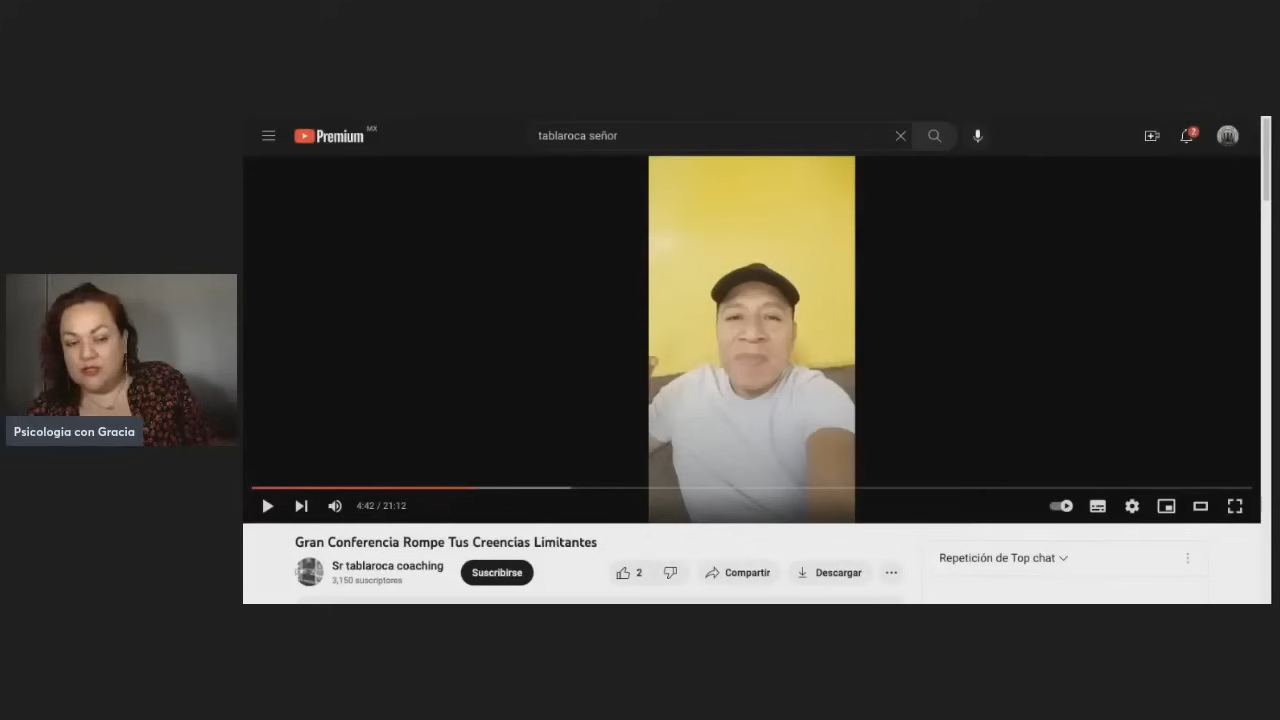 Premium MX
tablaroca señor
2
Psicologia con Gracia
4:42 / 21:12
Gran Conferencia Rompe Tus Creencias Limitantes
Sr tablaroca coaching
3,150 suscriptores
Suscribirse
2
Compartir
Descargar
Repetición de Top chat